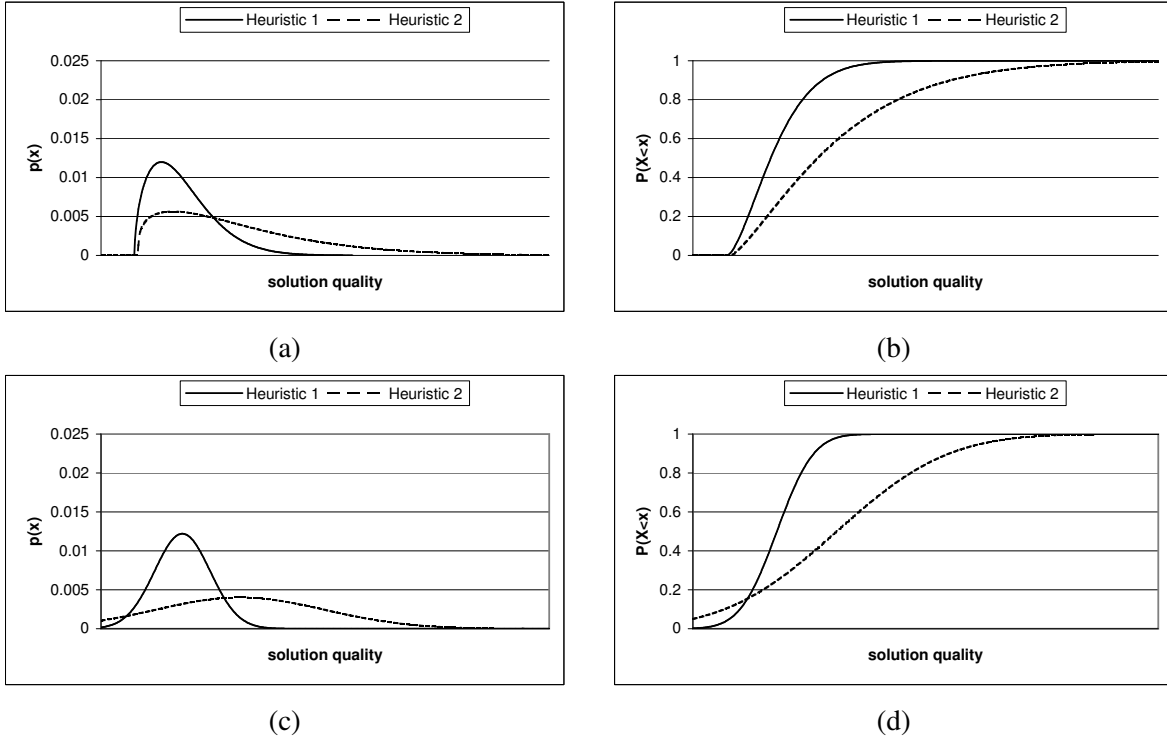 Heuristic 1 Heuristic 2
0.025
0.02
0.015
0.01
0.005
0
p(x)
solution quality
(a)
Heuristic 1 Heuristic 2
1
0.8
0.6
0.4
0.2
0
P(X<x)
solution quality
(b)
Heuristic 1 Heuristic 2
0.025
0.02
0.015
0.01
0.005
0
p(x)
solution quality
(c)
Heuristic 1 Heuristic 2
1
0.8
0.6
0.4
0.2
0
P(X<x)
solution quality
(d)